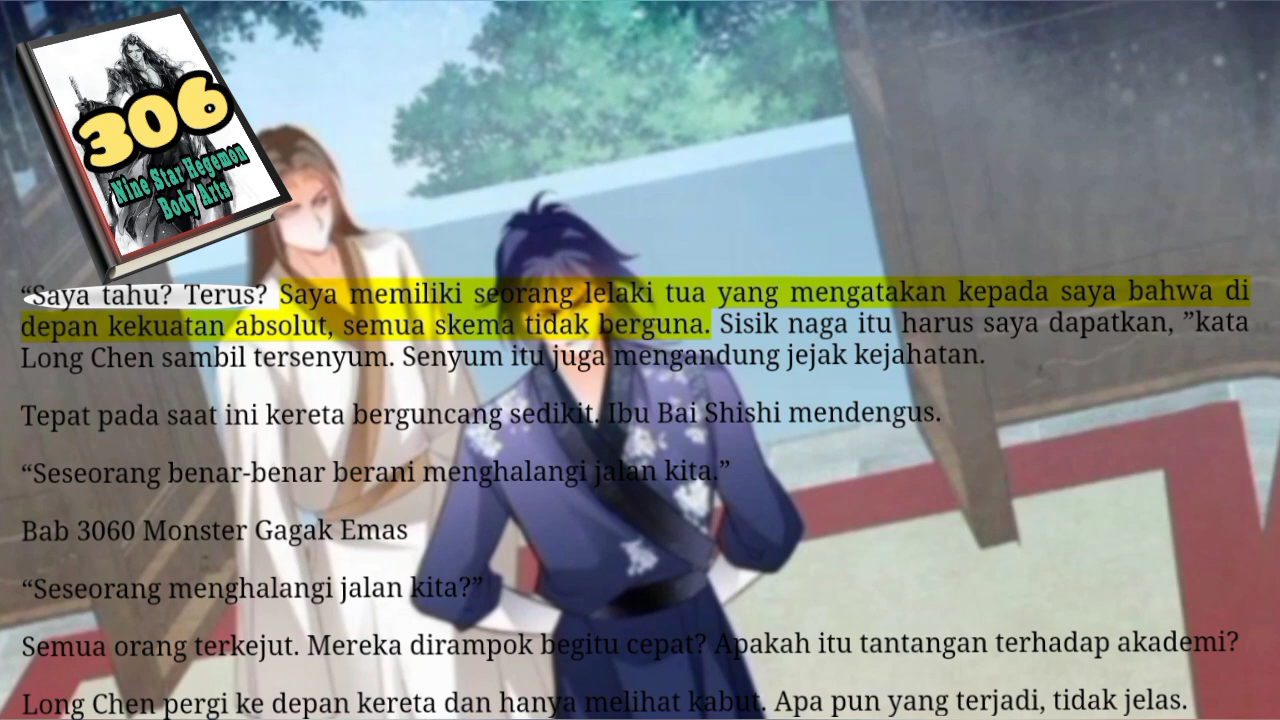 306
Nine Star Hegemon
Body Arts
“Saya tahu? Terus? Saya memiliki seorang lelaki tua yang mengatakan kepada saya bahwa di
depan kekuatan absolut, semua skema tidak berguna. Sisik naga itu harus saya dapatkan, ”kata
Long Chen sambil tersenyum. Senyum itu juga mengandung jejak kejahatan.
Tepat pada saat ini kereta berguncang sedikit. Ibu Bai Shishi mendengus.
“Seseorang benar-benar berani menghalangi jalan kita.”
Bab 3060 Monster Gagak Emas
“Seseorang menghalangi jalan kita?”
Semua orang terkejut. Mereka dirampok begitu cepat? Apakah itu tantangan terhadap akademi?
Long Chen pergi ke depan kereta dan hanya melihat kabut. Apa pun yang terjadi, tidak jelas.